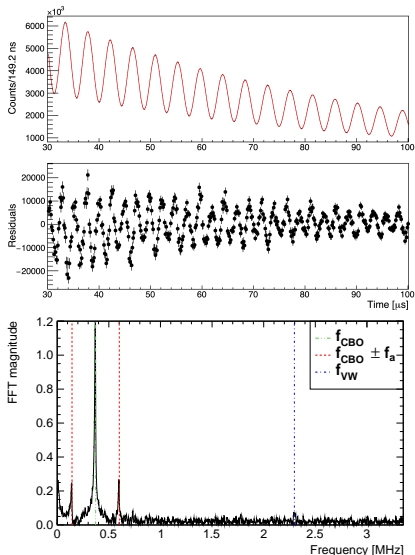 ×10³
6000
5000
4000
3000
2000
1000
Counts/149.2 ns
30 40 50 60 70 80 90 100
20000
10000
0
−10000
−20000
Residuals
30 40 50 60 70 80 90 100
Time [μs]
1.2
1.0
0.8
0.6
0.4
0.2
0.0
FFT magnitude
f_CBO
f_CBO ± f_a
f_VW
0 0.5 1 1.5 2 2.5 3
Frequency [MHz]